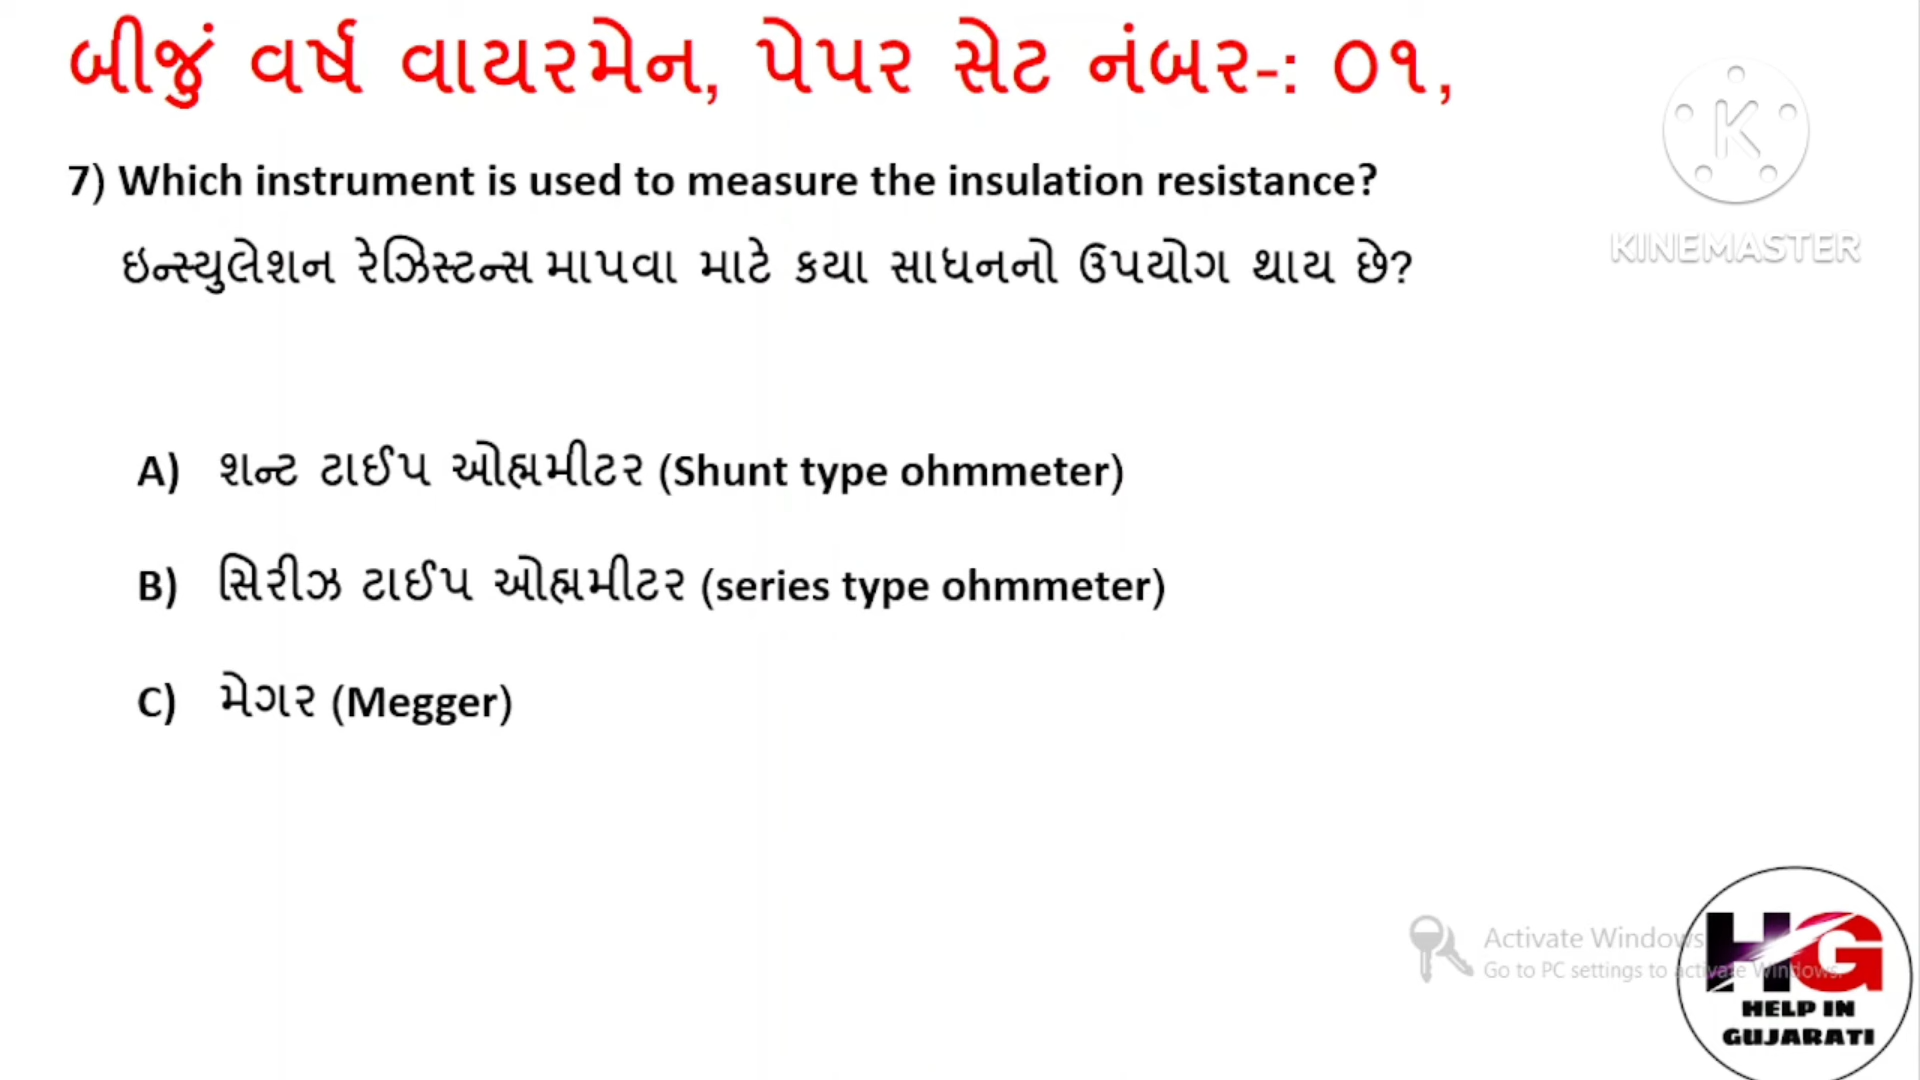 બીજું વર્ષ વાયરમેન, પેપર સેટ નંબર-: ૦૧,
7) Which instrument is used to measure the insulation resistance?
ઇન્સ્યુલેશન રેઝિસ્ટન્સ માપવા માટે કયા સાધનનો ઉપયોગ થાય છે?
A) શન્ટ ટાઈપ ઓહ્મમીટર (Shunt type ohmmeter)
B) સિરીઝ ટાઈપ ઓહ્મમીટર (series type ohmmeter)
C) મેગર (Megger)
K
KINEMASTER
Activate Windows
Go to PC settings to activate Windows.
HG
HELP IN
GUJARATI